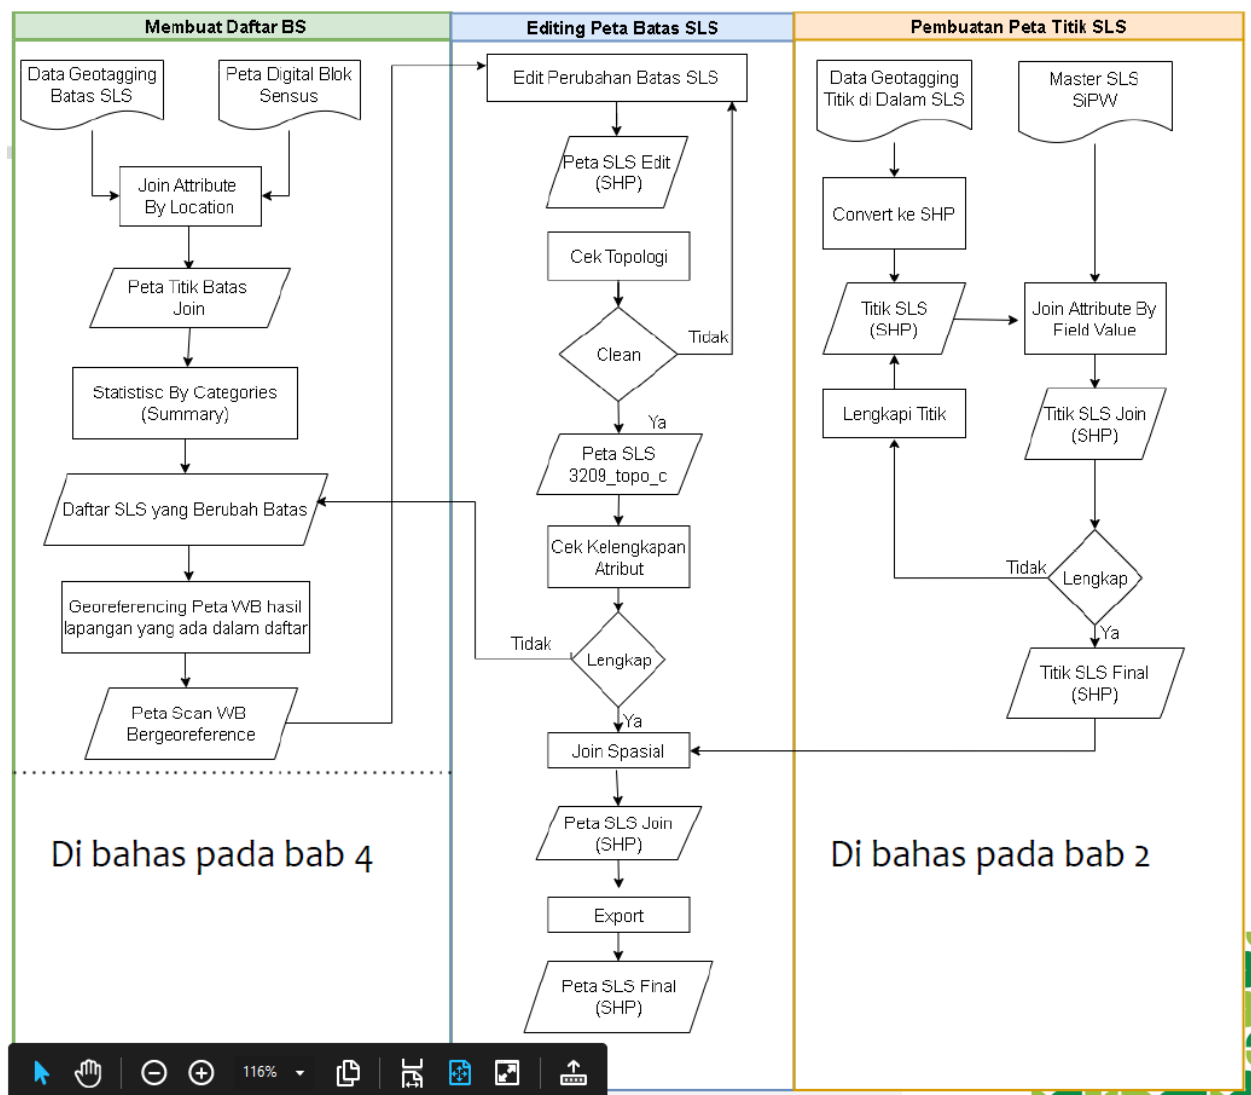 Membuat Daftar BS
Data Geotagging
Batas SLS
Peta Digital Blok
Sensus
Join Attribute
By Location
Peta Titik Batas
Join
Statistisc By Categories
(Summary)
Daftar SLS yang Berubah Batas
Georeferencing Peta WB hasil
lapangan yang ada dalam daftar
Peta Scan WB
Bergeoreference
Di bahas pada bab 4
Editing Peta Batas SLS
Edit Perubahan Batas SLS
Peta SLS Edit
(SHP)
Cek Topologi
Clean
Tidak
Ya
Peta SLS
3209_topo_c
Cek Kelengkapan
Atribut
Tidak
Lengkap
Ya
Join Spasial
Peta SLS Join
(SHP)
Export
Peta SLS Final
(SHP)
Pembuatan Peta Titik SLS
Data Geotagging
Titik di Dalam SLS
Master SLS
SiPW
Convert ke SHP
Titik SLS
(SHP)
Join Attribute By
Field Value
Lengkapi Titik
Titik SLS Join
(SHP)
Tidak
Lengkap
Ya
Titik SLS Final
(SHP)
Di bahas pada bab 2
116%